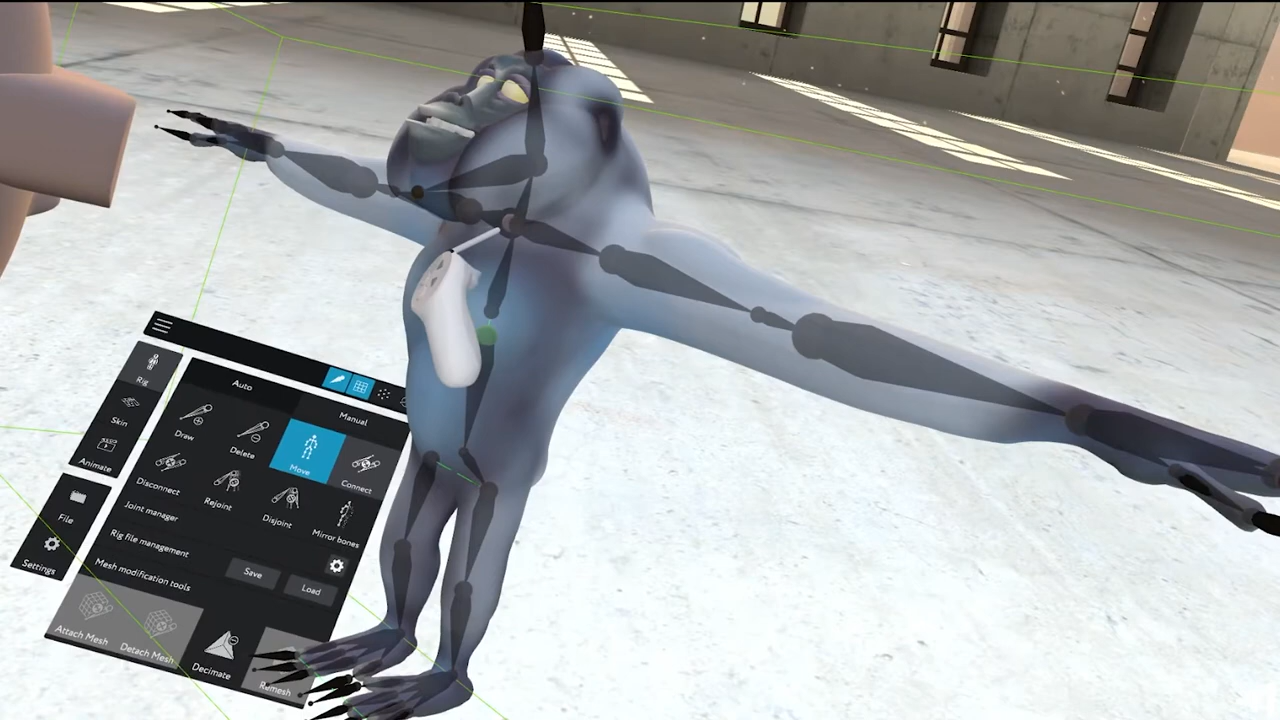 Auto
Manual
Rig
Skin
Animate
File
Settings
Draw
Delete
Move
Connect
Disconnect
Rejoint
Disjoint
Mirror bones
Joint manager
Rig file management
Save
Load
Mesh modification tools
Attach Mesh
Detach Mesh
Decimate
Remesh